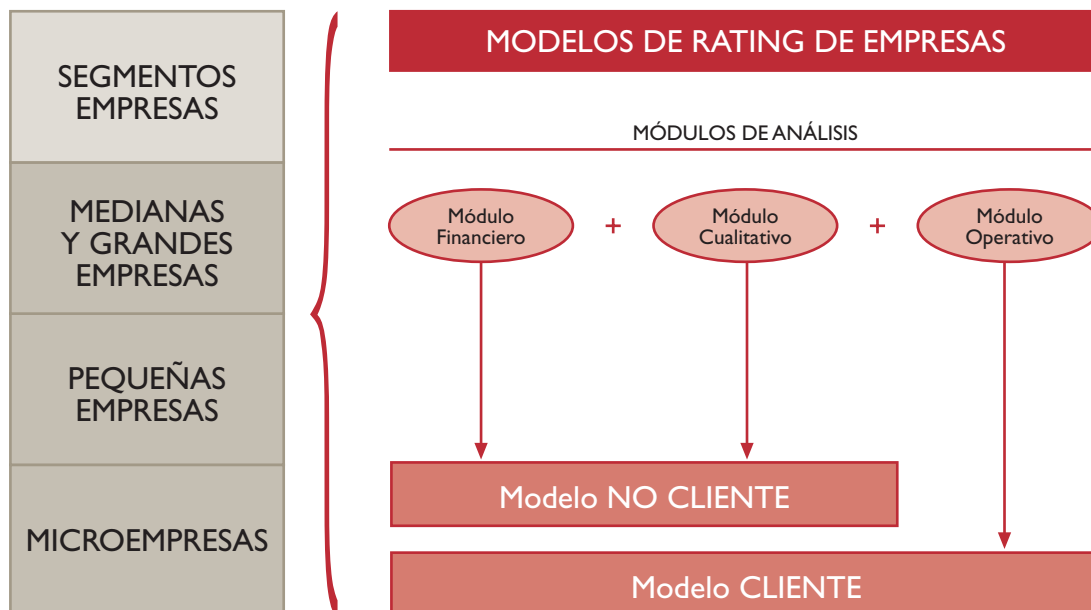 SEGMENTOS
EMPRESAS
MEDIANAS
Y GRANDES
EMPRESAS
PEQUEÑAS
EMPRESAS
MICROEMPRESAS
MODELOS DE RATING DE EMPRESAS
MÓDULOS DE ANÁLISIS
Módulo
Financiero
+
Módulo
Cualitativo
+
Módulo
Operativo
Modelo NO CLIENTE
Modelo CLIENTE